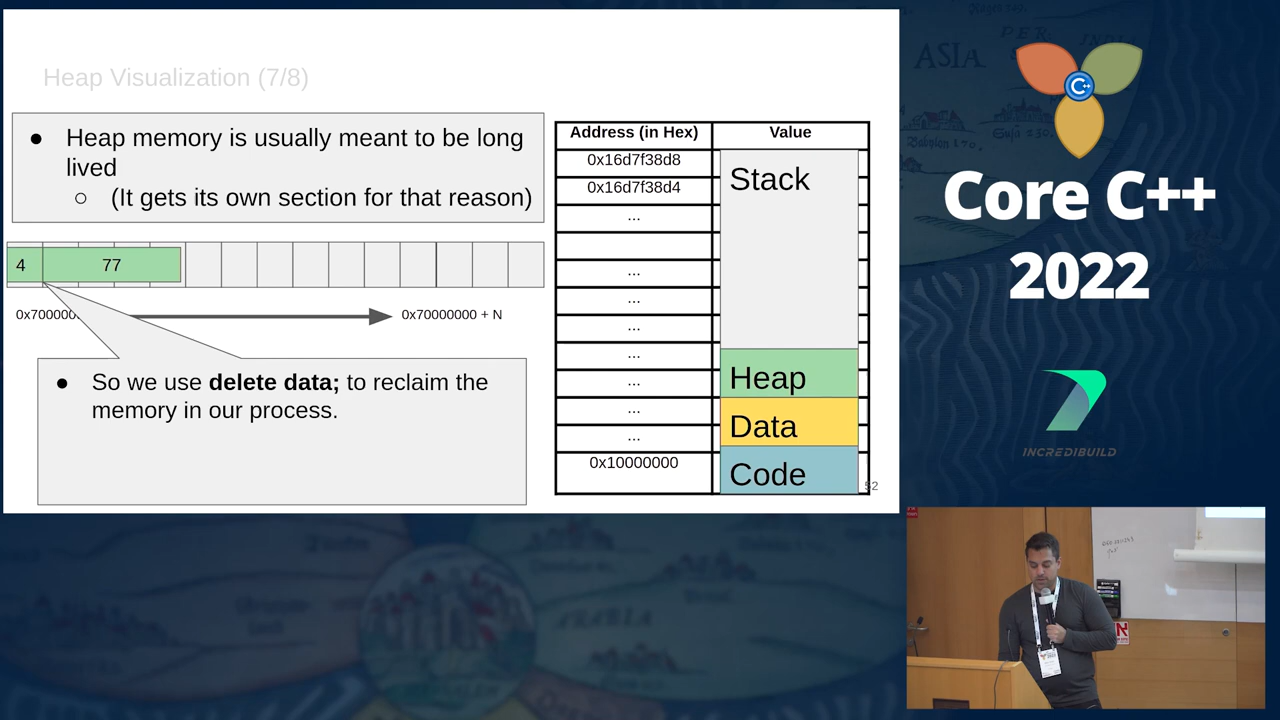 Heap Visualization (7/8)
● Heap memory is usually meant to be long
lived
○ (It gets its own section for that reason)
4 77
0x700000
0x70000000 + N
● So we use delete data; to reclaim the
memory in our process.
Address (in Hex) Value
0x16d7f38d8
0x16d7f38d4
...
...
...
...
...
...
...
...
0x10000000
Stack
Heap
Data
Code
52
ASIA
PER
INDIA
C++
Core C++
2022
INCREDIBUILD